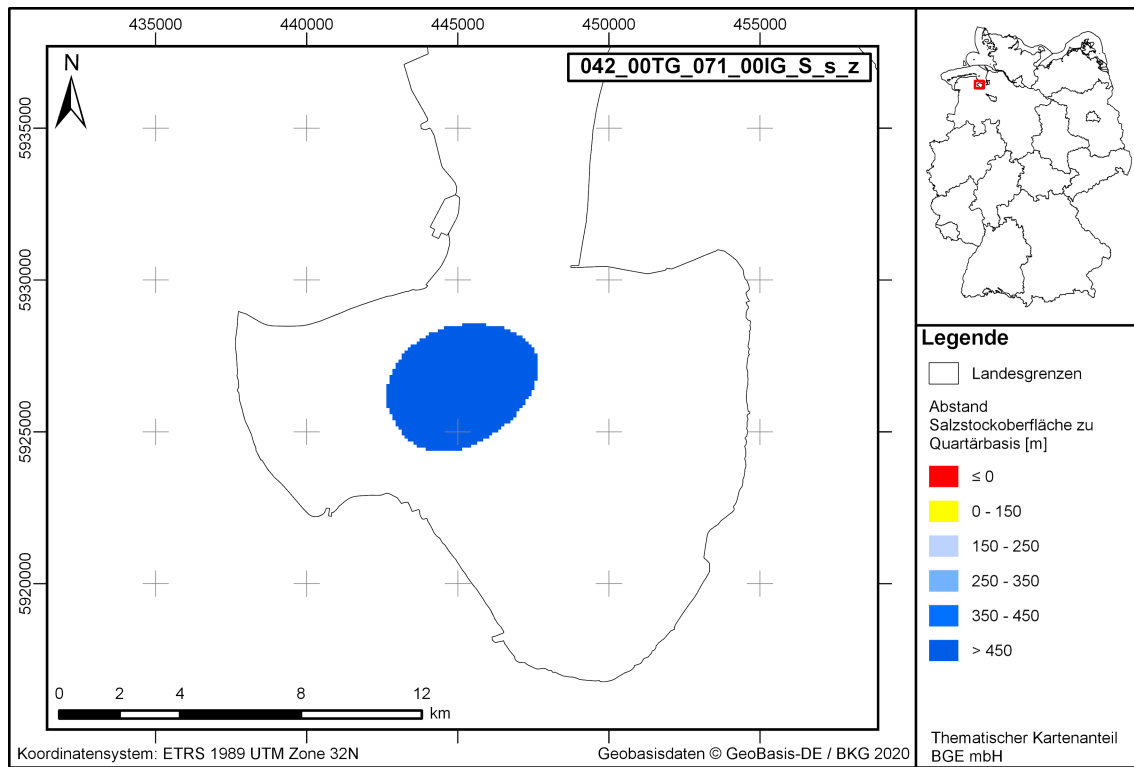 435000
440000
445000
450000
455000
042_00TG_071_00IG_S_s_z
N
5935000
5930000
5925000
5920000
0
2
4
8
12
km
Koordinatensystem: ETRS 1989 UTM Zone 32N
Geobasisdaten © GeoBasis-DE / BKG 2020
Legende
Landesgrenzen
Abstand
Salzstockoberfläche zu
Quartärbasis [m]
≤ 0
0 - 150
150 - 250
250 - 350
350 - 450
> 450
Thematischer Kartenanteil
BGE mbH